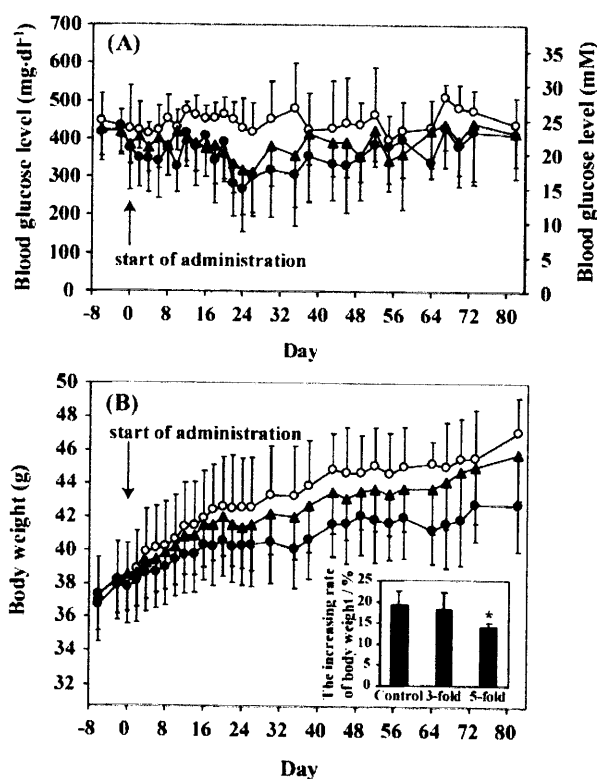 (A)
Blood glucose level (mg·dl⁻¹)
700
600
500
400
300
200
100
0
Blood glucose level (mM)
35
30
25
20
15
10
5
0
start of administration
-8 0 8 16 24 32 40 48 56 64 72 80
Day
(B)
Body weight (g)
50
48
46
44
42
40
38
36
34
32
start of administration
The increasing rate
of body weight / %
25
20
15
10
5
0
*
Control 3-fold 5-fold
-8 0 8 16 24 32 40 48 56 64 72 80
Day